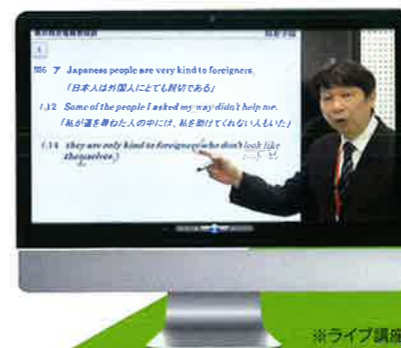 問6 ア Japanese people are very kind to foreigners.
「日本人は外国人にとても親切である」
ℓ.12 Some of the people I asked my way didn't help me.
「私が道を尋ねた人の中には、私を助けてくれない人もいた」
ℓ.14 they are only kind to foreigners who don't look like
themselves.)
※ライブ講座